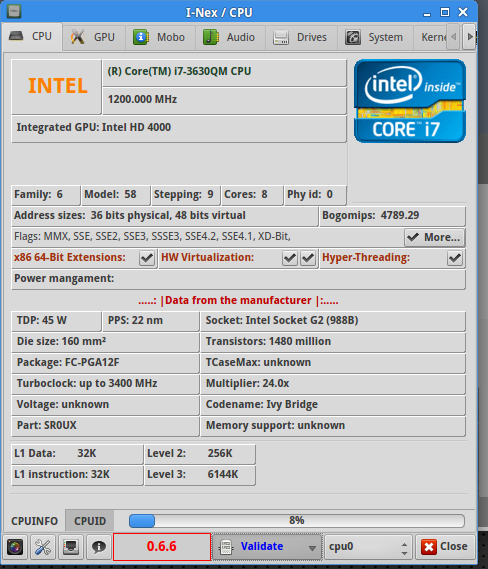 I-Nex / CPU
CPU GPU Mobo Audio Drives System Kerne
INTEL
(R) Core(TM) i7-3630QM CPU
1200.000 MHz
Integrated GPU: Intel HD 4000
intel inside™
CORE™ i7
Family: 6 Model: 58 Stepping: 9 Cores: 8 Phy id: 0
Address sizes: 36 bits physical, 48 bits virtual Bogomips: 4789.29
Flags: MMX, SSE, SSE2, SSE3, SSSE3, SSE4.2, SSE4.1, XD-Bit, More...
x86 64-Bit Extensions: HW Virtualization: Hyper-Threading:
Power mangament:
.....: |Data from the manufacturer |:.....
TDP: 45 W PPS: 22 nm Socket: Intel Socket G2 (988B)
Die size: 160 mm² Transistors: 1480 million
Package: FC-PGA12F TCaseMax: unknown
Turboclock: up to 3400 MHz Multiplier: 24.0x
Voltage: unknown Codename: Ivy Bridge
Part: SR0UX Memory support: unknown
L1 Data: 32K Level 2: 256K
L1 instruction: 32K Level 3: 6144K
CPUINFO CPUID 8%
0.6.6 Validate cpu0 Close